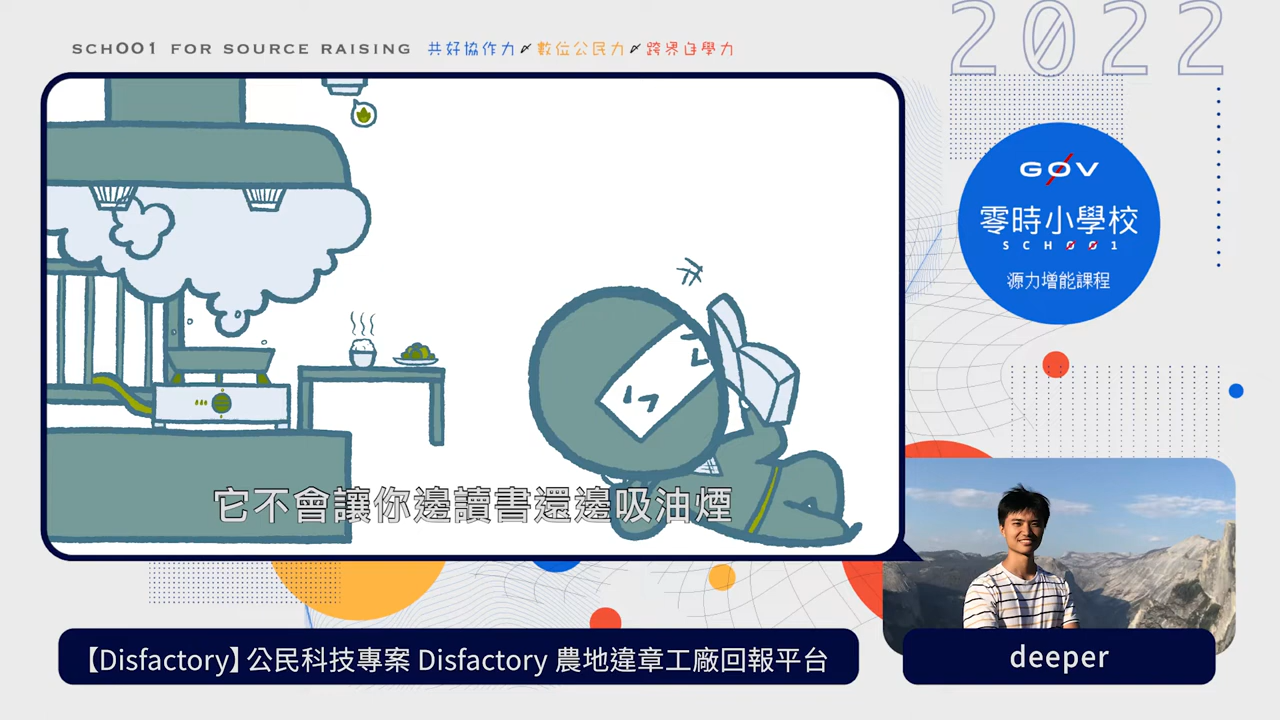 SCHOO1 FOR SOURCE RAISING 共好協作力 數位公民力 跨界自學力
2022
GØV
零時小學校
SCHØØ1
源力增能課程
它不會讓你邊讀書還邊吸油煙
【Disfactory】公民科技專案 Disfactory 農地違章工廠回報平台
deeper